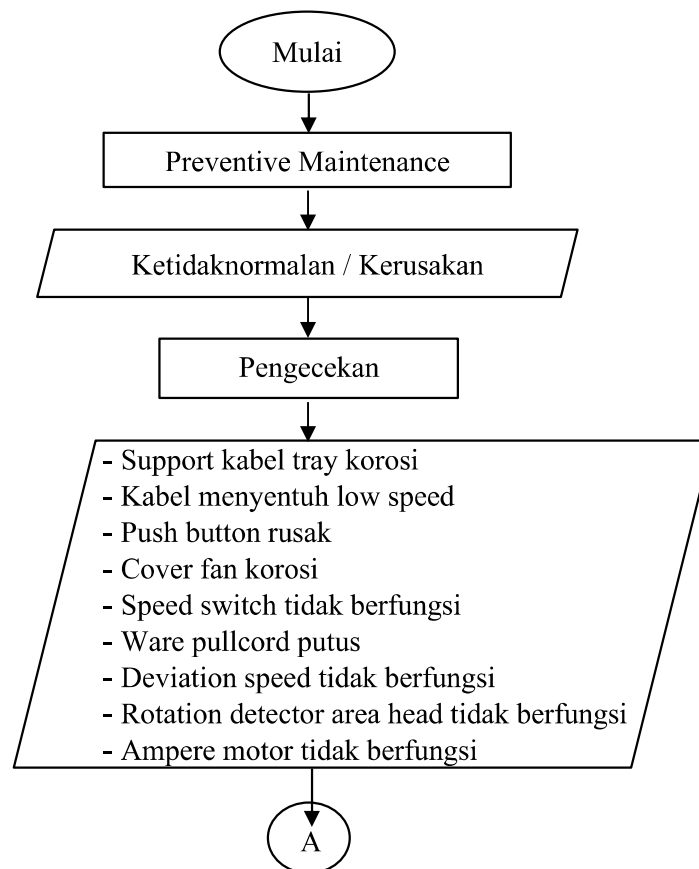 Mulai
Preventive Maintenance
Ketidaknormalan / Kerusakan
Pengecekan
- Support kabel tray korosi
- Kabel menyentuh low speed
- Push button rusak
- Cover fan korosi
- Speed switch tidak berfungsi
- Ware pullcord putus
- Deviation speed tidak berfungsi
- Rotation detector area head tidak berfungsi
- Ampere motor tidak berfungsi
A